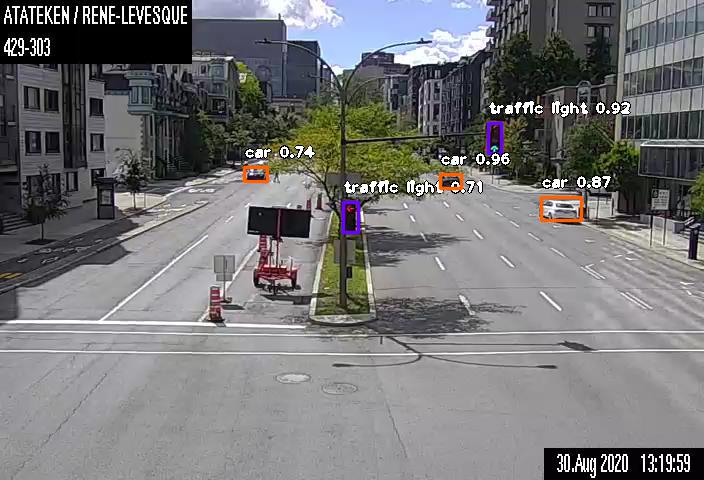 ATATEKEN / RENE-LEVESQUE
429-303
traffic light 0.92
car 0.74
car 0.96
car 0.87
traffic light 0.71
30.Aug 2020 13:19:59